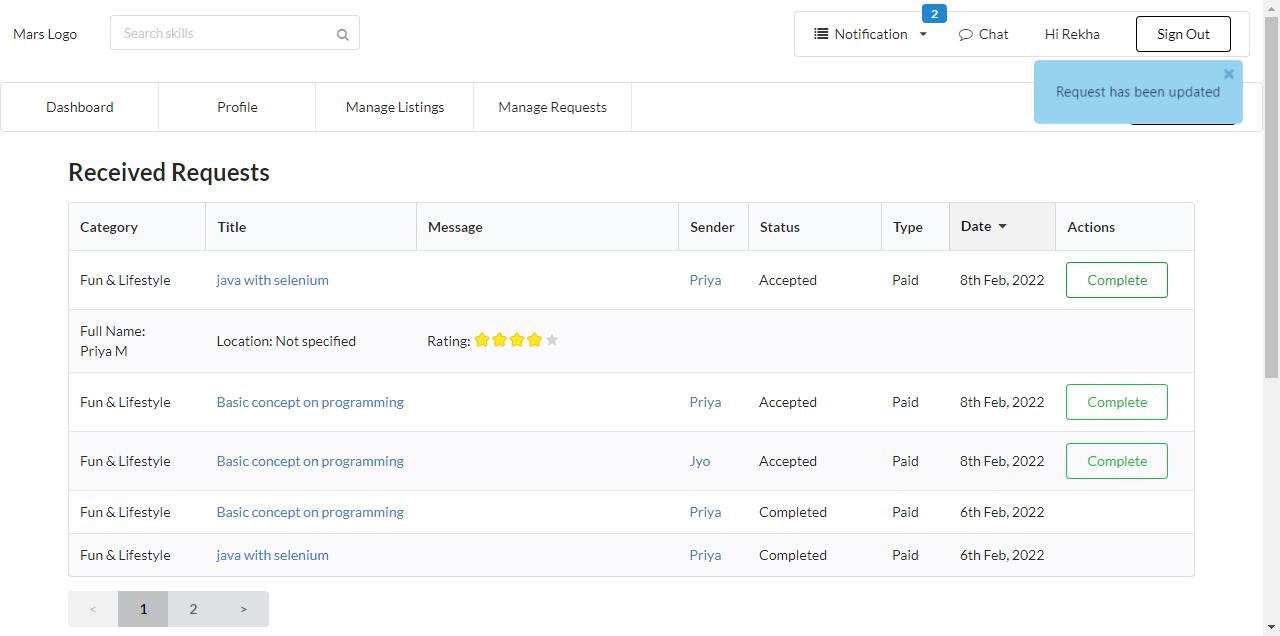 2
Mars Logo Search skills Notification Chat Hi Rekha Sign Out
Request has been updated
Dashboard Profile Manage Listings Manage Requests
Received Requests
Category Title Message Sender Status Type Date Actions
Fun & Lifestyle java with selenium Priya Accepted Paid 8th Feb, 2022 Complete
Full Name:
Priya M Location: Not specified Rating:
Fun & Lifestyle Basic concept on programming Priya Accepted Paid 8th Feb, 2022 Complete
Fun & Lifestyle Basic concept on programming Jyo Accepted Paid 8th Feb, 2022 Complete
Fun & Lifestyle Basic concept on programming Priya Completed Paid 6th Feb, 2022
Fun & Lifestyle java with selenium Priya Completed Paid 6th Feb, 2022
< 1 2 >